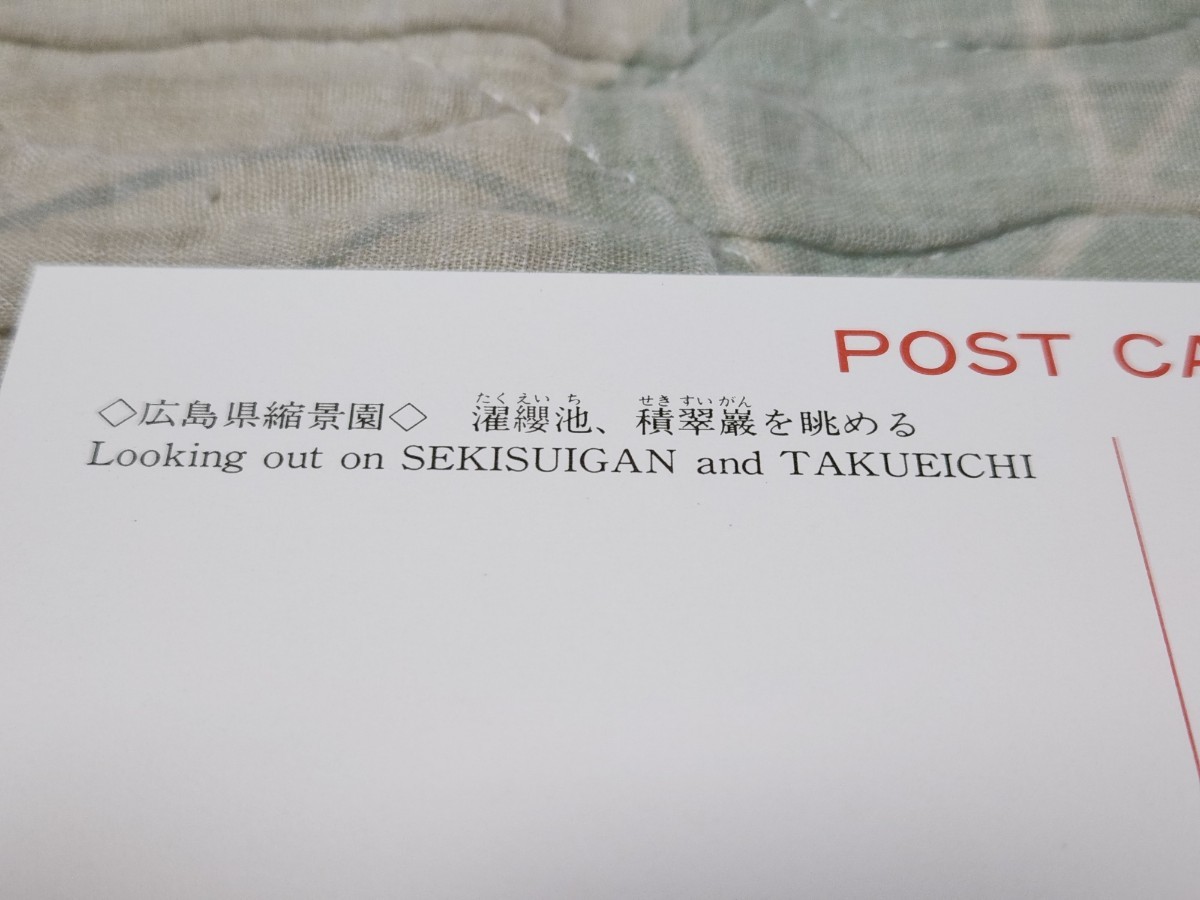 POST CA
◇広島県縮景園◇　濯纓池、積翠巌を眺める
たくえいち　せきすいがん
Looking out on SEKISUIGAN and TAKUEICHI